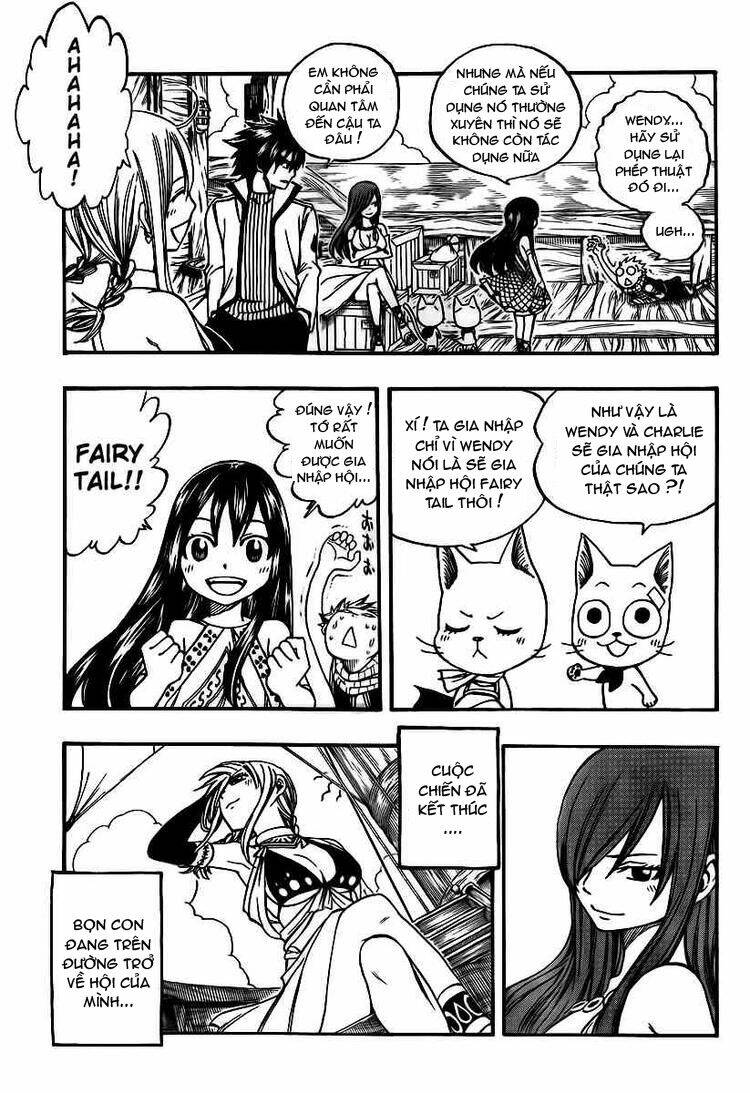 AHAHAHA!
EM KHÔNG
CẦN PHẢI
QUAN TÂM
ĐẾN CẬU TA
ĐÂU!
NHƯNG MÀ NẾU
CHÚNG TA SỬ
DỤNG NÓ THƯỜNG
XUYÊN THÌ NÓ SẼ
KHÔNG CÒN TÁC
DỤNG NỮA
WENDY...
HÃY SỬ
DỤNG LẠI
PHÉP THUẬT
ĐÓ ĐI...
UGH...
FAIRY
TAIL!!
ĐÚNG VẬY!
TỚ RẤT
MUỐN
ĐƯỢC GIA
NHẬP HỘI...
おおお
XÍ! TA GIA NHẬP
CHỈ VÌ WENDY
NÓI LÀ SẼ GIA
NHẬP HỘI FAIRY
TAIL THÔI!
NHƯ VẬY LÀ
WENDY VÀ CHARLIE
SẼ GIA NHẬP HỘI
CỦA CHÚNG TA
THẬT SAO?!
CUỘC
CHIẾN ĐÃ
KẾT THÚC
....
BỌN CON
ĐANG TRÊN
ĐƯỜNG TRỞ
VỀ HỘI CỦA
MÌNH...